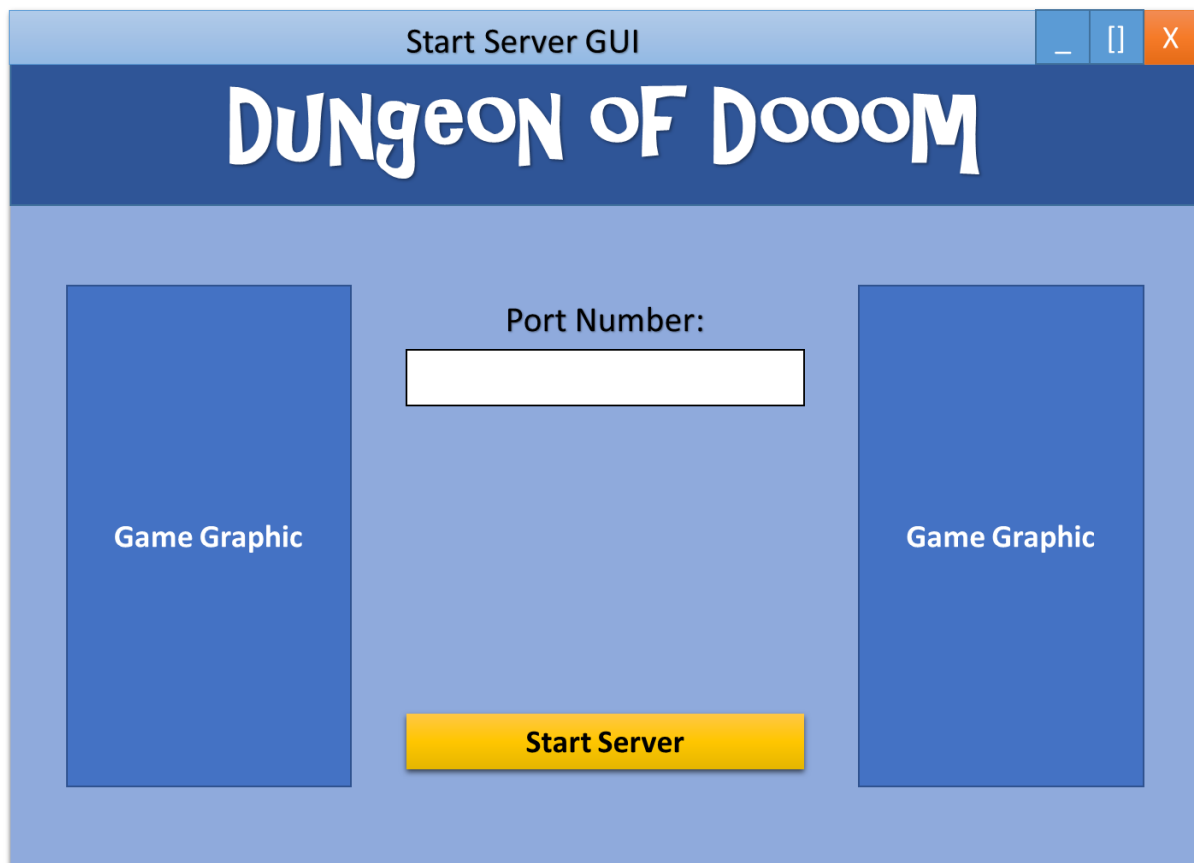 Start Server GUI
_ [] X
DUNgeON OF DOOOM
Port Number:
Game Graphic
Game Graphic
Start Server